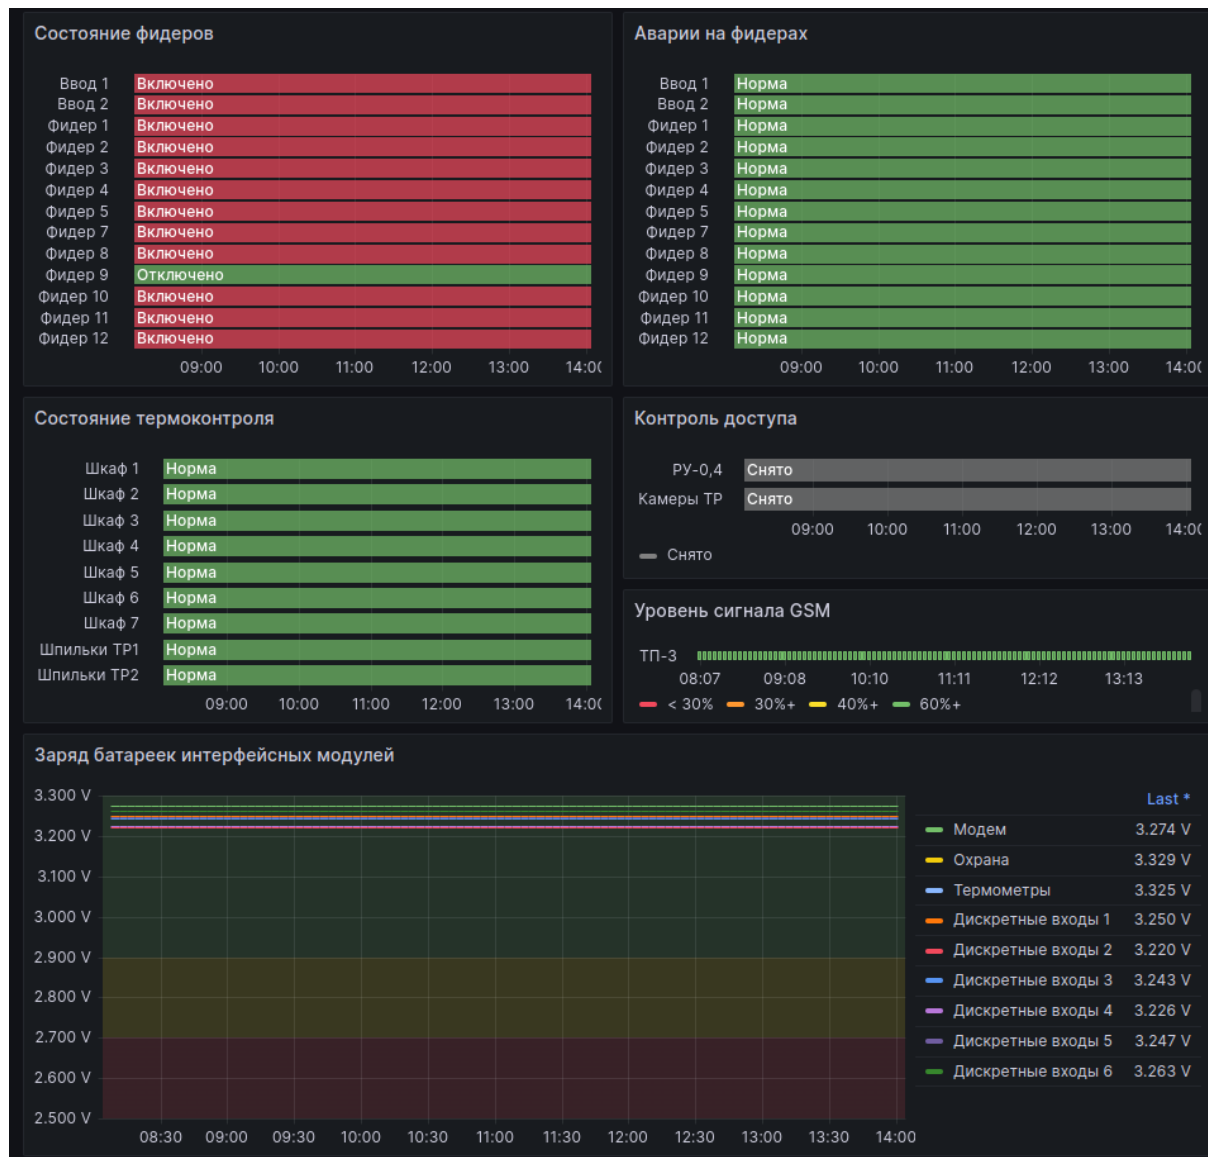 Состояние фидеров
Ввод 1 Включено
Ввод 2 Включено
Фидер 1 Включено
Фидер 2 Включено
Фидер 3 Включено
Фидер 4 Включено
Фидер 5 Включено
Фидер 7 Включено
Фидер 8 Включено
Фидер 9 Отключено
Фидер 10 Включено
Фидер 11 Включено
Фидер 12 Включено
09:00 10:00 11:00 12:00 13:00 14:00
Аварии на фидерах
Ввод 1 Норма
Ввод 2 Норма
Фидер 1 Норма
Фидер 2 Норма
Фидер 3 Норма
Фидер 4 Норма
Фидер 5 Норма
Фидер 7 Норма
Фидер 8 Норма
Фидер 9 Норма
Фидер 10 Норма
Фидер 11 Норма
Фидер 12 Норма
09:00 10:00 11:00 12:00 13:00 14:00
Состояние термоконтроля
Шкаф 1 Норма
Шкаф 2 Норма
Шкаф 3 Норма
Шкаф 4 Норма
Шкаф 5 Норма
Шкаф 6 Норма
Шкаф 7 Норма
Шпильки ТР1 Норма
Шпильки ТР2 Норма
09:00 10:00 11:00 12:00 13:00 14:00
Контроль доступа
РУ-0,4 Снято
Камеры ТР Снято
09:00 10:00 11:00 12:00 13:00 14:00
Снято
Уровень сигнала GSM
ТП-3
08:07 09:08 10:10 11:11 12:12 13:13
< 30% 30%+ 40%+ 60%+
Заряд батареек интерфейсных модулей
3.300 V
3.200 V
3.100 V
3.000 V
2.900 V
2.800 V
2.700 V
2.600 V
2.500 V
08:30 09:00 09:30 10:00 10:30 11:00 11:30 12:00 12:30 13:00 13:30 14:00
Last *
Модем 3.274 V
Охрана 3.329 V
Термометры 3.325 V
Дискретные входы 1 3.250 V
Дискретные входы 2 3.220 V
Дискретные входы 3 3.243 V
Дискретные входы 4 3.226 V
Дискретные входы 5 3.247 V
Дискретные входы 6 3.263 V